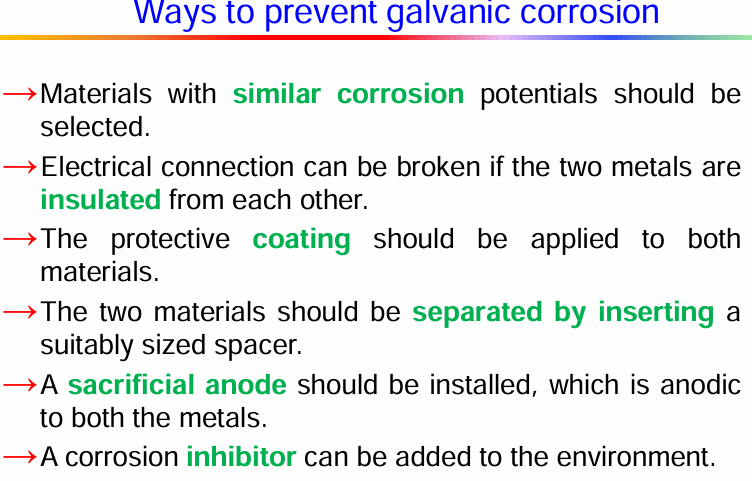 Ways to prevent galvanic corrosion
→Materials with similar corrosion potentials should be
selected.
→Electrical connection can be broken if the two metals are
insulated from each other.
→The protective coating should be applied to both
materials.
→The two materials should be separated by inserting a
suitably sized spacer.
→A sacrificial anode should be installed, which is anodic
to both the metals.
→A corrosion inhibitor can be added to the environment.